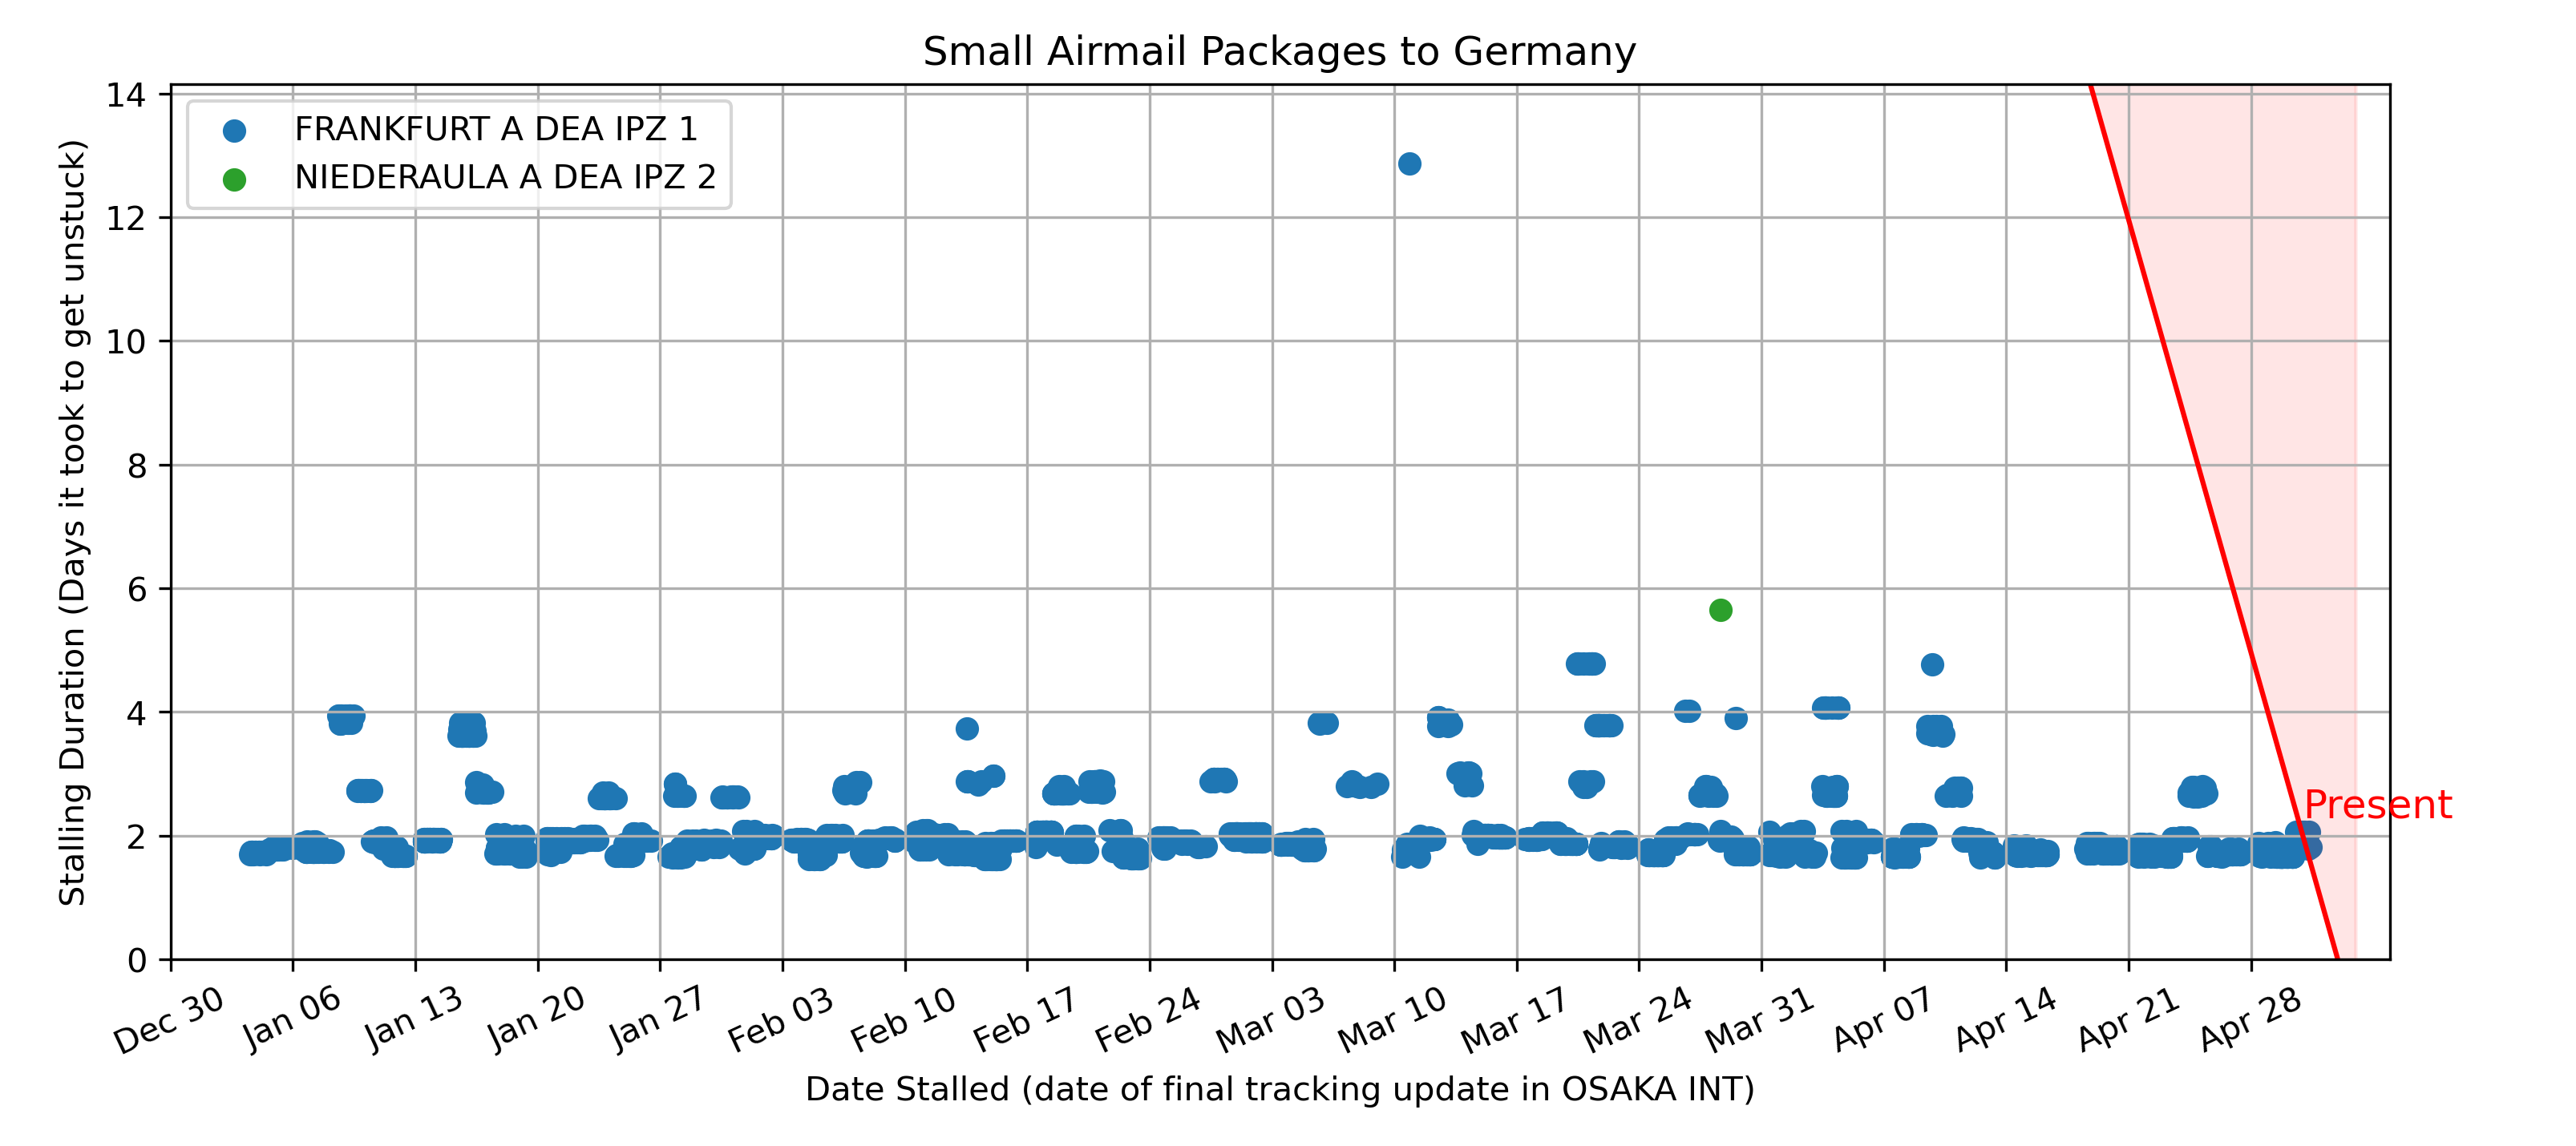 Small Airmail Packages to Germany
FRANKFURT A DEA IPZ 1
NIEDERAULA A DEA IPZ 2
Stalling Duration (Days it took to get unstuck)
14
12
10
8
6
4
2
0
Present
Dec 30
Jan 06
Jan 13
Jan 20
Jan 27
Feb 03
Feb 10
Feb 17
Feb 24
Mar 03
Mar 10
Mar 17
Mar 24
Mar 31
Apr 07
Apr 14
Apr 21
Apr 28
Date Stalled (date of final tracking update in OSAKA INT)